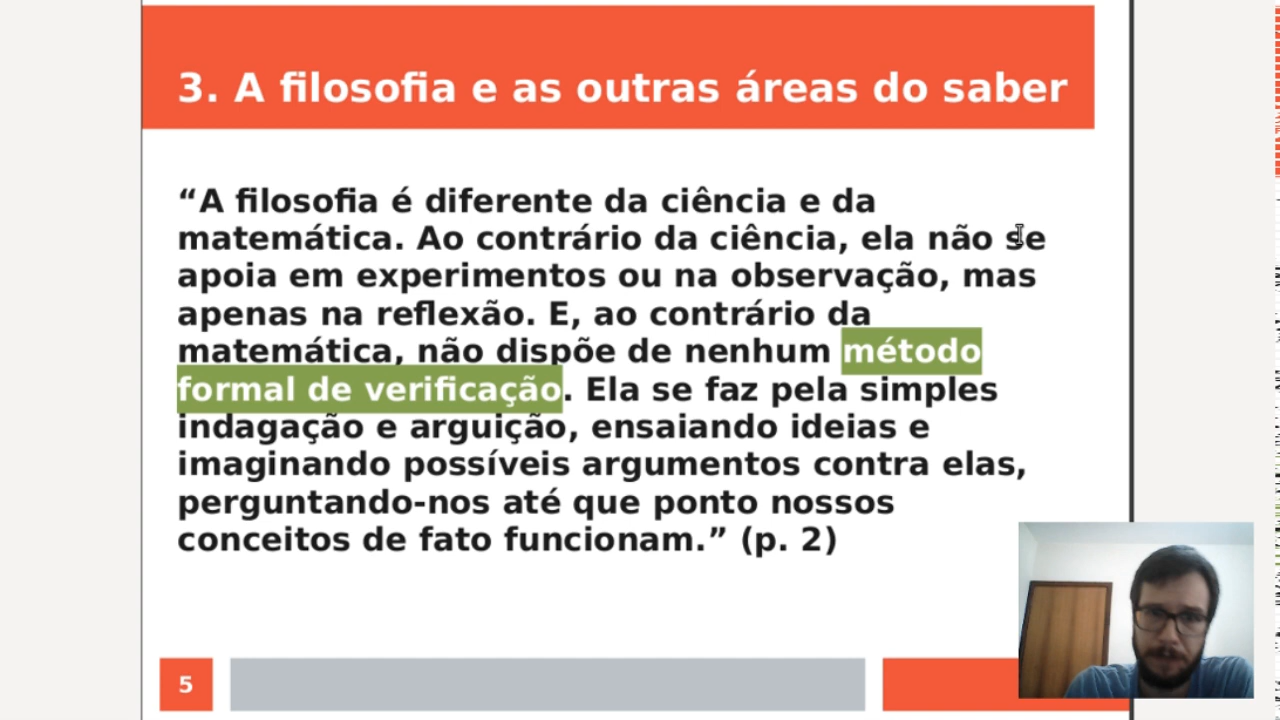 3. A filosofia e as outras áreas do saber
“A filosofia é diferente da ciência e da
matemática. Ao contrário da ciência, ela não se
apoia em experimentos ou na observação, mas
apenas na reflexão. E, ao contrário da
matemática, não dispõe de nenhum método
formal de verificação. Ela se faz pela simples
indagação e arguição, ensaiando ideias e
imaginando possíveis argumentos contra elas,
perguntando-nos até que ponto nossos
conceitos de fato funcionam.” (p. 2)
5